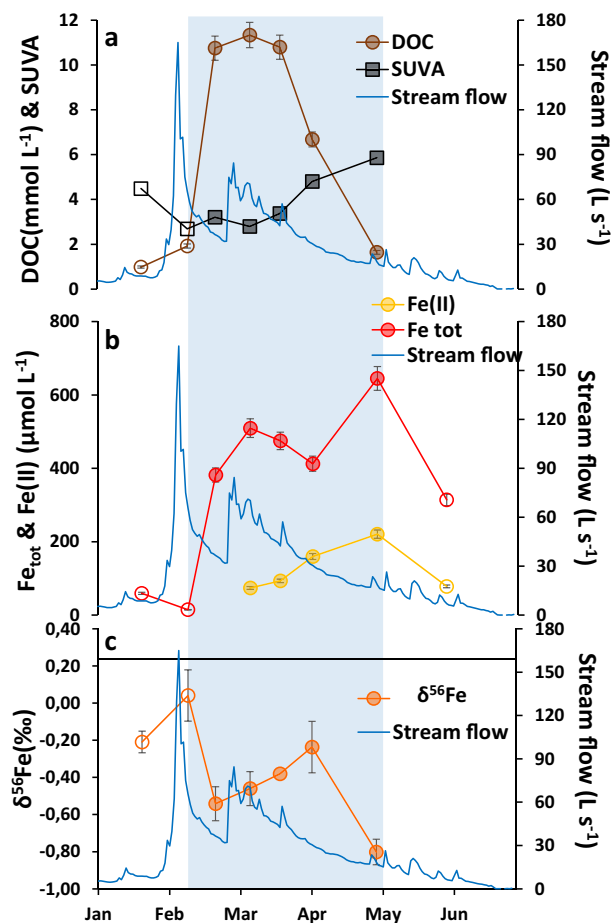 a
12
10
8
6
4
2
0
DOC(mmol L-1) & SUVA
DOC
SUVA
Stream flow
180
150
120
90
60
30
0
Stream flow (L s-1)
b
800
600
400
200
0
Fetot & Fe(II) (µmol L-1)
Fe(II)
Fe tot
Stream flow
180
150
120
90
60
30
0
Stream flow (L s-1)
c
0,40
0,20
0,00
-0,20
-0,40
-0,60
-0,80
-1,00
δ56Fe(‰)
δ56Fe
Stream flow
180
150
120
90
60
30
0
Stream flow (L s-1)
Jan Feb Mar Apr May Jun